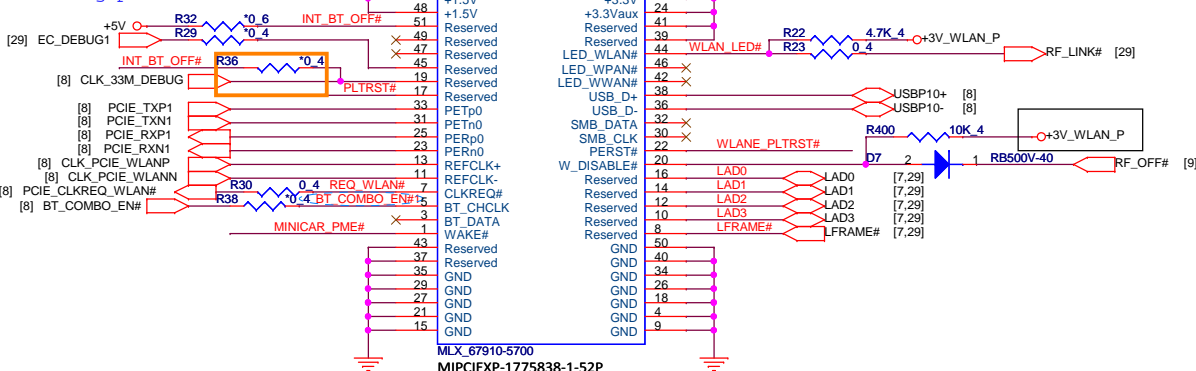 +1.5V
48 +1.5V
+5V R32 *0_6 INT_BT_OFF# 51 Reserved
[29] EC_DEBUG1 R29 *0_4 49 Reserved
47 Reserved
INT_BT_OFF# R36 *0_4 45 Reserved
[8] CLK_33M_DEBUG 19 Reserved
PLTRST# 17 Reserved
[8] PCIE_TXP1 33 PETp0
[8] PCIE_TXN1 31 PETn0
[8] PCIE_RXP1 25 PERp0
[8] PCIE_RXN1 23 PERn0
[8] CLK_PCIE_WLANP 13 REFCLK+
[8] CLK_PCIE_WLANN 11 REFCLK-
[8] PCIE_CLKREQ_WLAN# R30 0_4 REQ_WLAN# 7 CLKREQ#
[8] BT_COMBO_EN# R38 *0_4 BT_COMBO_EN#1 5 BT_CHCLK
3 BT_DATA
MINICAR_PME# 1 WAKE#
43 Reserved
37 Reserved
35 GND
29 GND
27 GND
21 GND
15 GND
+3.3V
+3.3Vaux 24
Reserved 41
Reserved 39 R22 4.7K_4 +3V_WLAN_P
LED_WLAN# 44 WLAN_LED# R23 0_4 RF_LINK# [29]
LED_WPAN# 46
LED_WWAN# 42
USB_D+ 38 USBP10+ [8]
USB_D- 36 USBP10- [8]
SMB_DATA 32
SMB_CLK 30 R400 10K_4 +3V_WLAN_P
PERST# 22 WLANE_PLTRST#
W_DISABLE# 20 D7 2 1 RB500V-40 RF_OFF# [9]
Reserved 16 LAD0 LAD0 [7,29]
Reserved 14 LAD1 LAD1 [7,29]
Reserved 12 LAD2 LAD2 [7,29]
Reserved 10 LAD3 LAD3 [7,29]
Reserved 8 LFRAME# LFRAME# [7,29]
GND 50
GND 40
GND 34
GND 26
GND 18
GND 4
GND 9
MLX_67910-5700
MIPCIEXP-1775838-1-52P